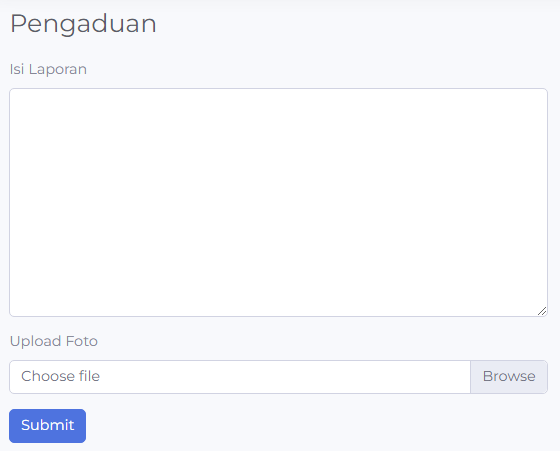 Pengaduan
Isi Laporan
Upload Foto
Choose file Browse
Submit